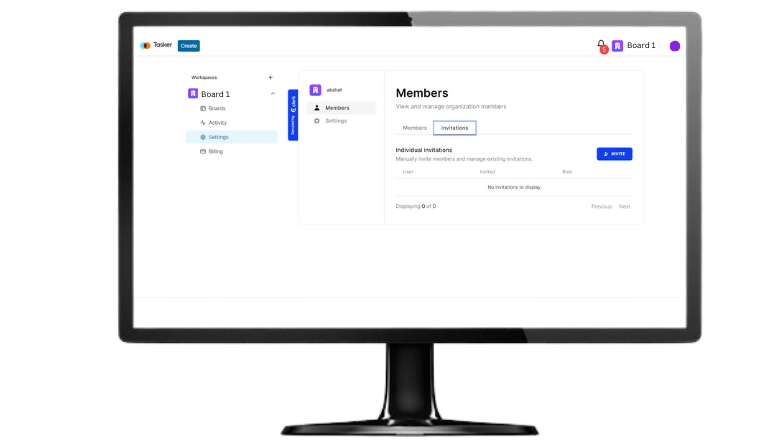 Tasker Create
5 Board 1
Workspaces +
Board 1
Boards
Activity
Settings
Billing
Secured by clerk
akshat
Members
Settings
Members
View and manage organization members
Members Invitations
Individual invitations
Manually invite members and manage existing invitations.
INVITE
User Invited Role
No invitations to display
Displaying 0 of 0
Previous Next